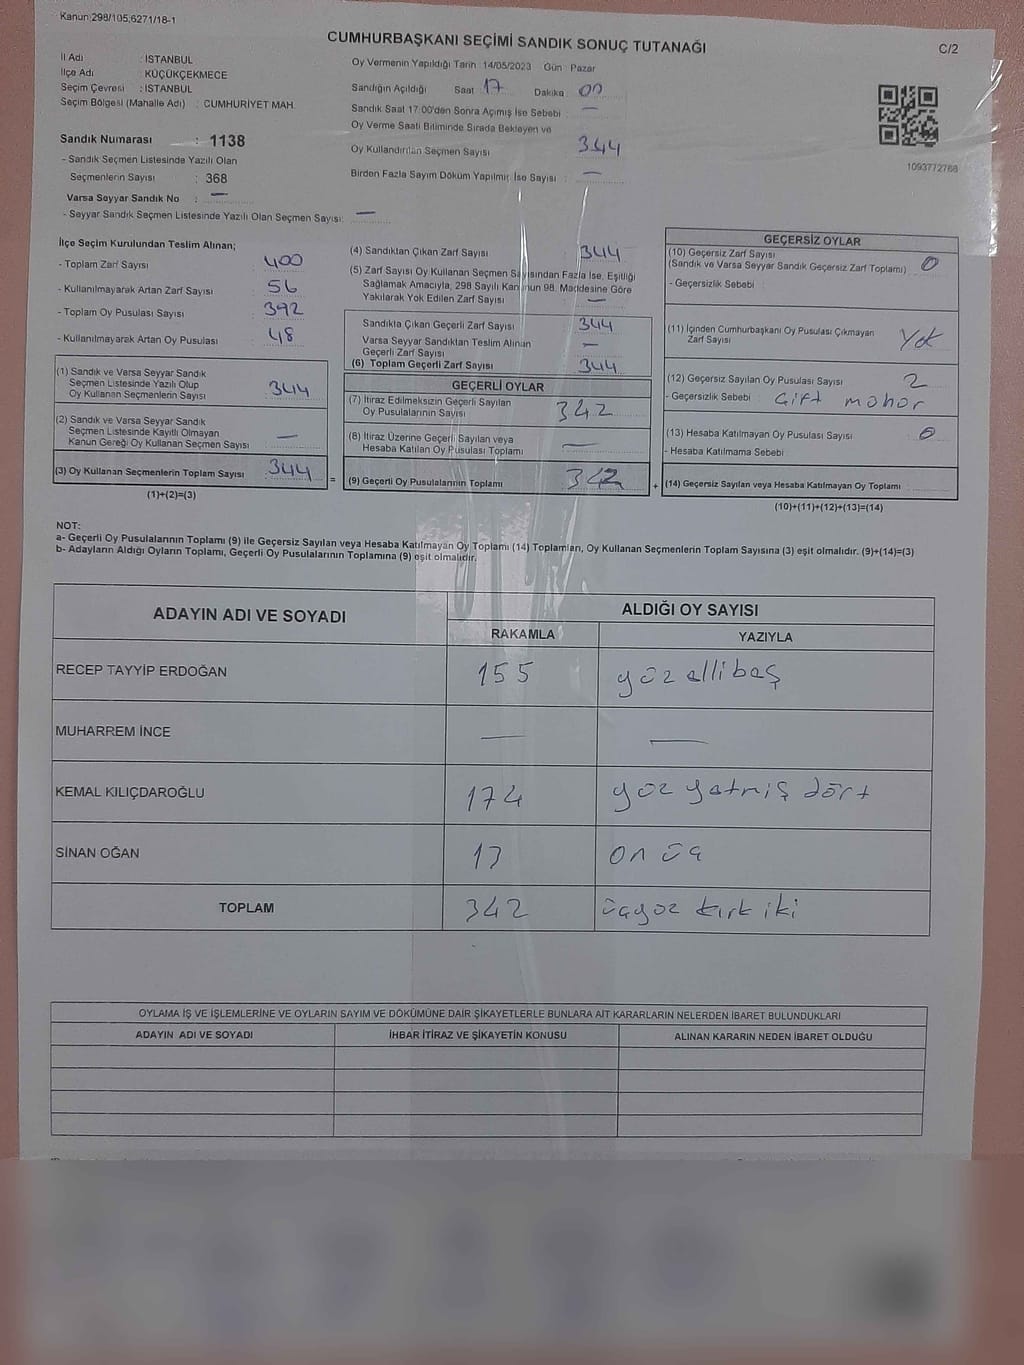 Kanun:298/105,6271/18-1
CUMHURBAŞKANI SEÇİMİ SANDIK SONUÇ TUTANAĞI
C/2
İl Adı : İSTANBUL
İlçe Adı : KÜÇÜKÇEKMECE
Seçim Çevresi : İSTANBUL
Seçim Bölgesi (Mahalle Adı) : CUMHURİYET MAH.
Sandık Numarası : 1138
- Sandık Seçmen Listesinde Yazılı Olan
Seçmenlerin Sayısı : 368
Varsa Seyyar Sandık No : —
- Seyyar Sandık Seçmen Listesinde Yazılı Olan Seçmen Sayısı: —
Oy Vermenin Yapıldığı Tarih : 14/05/2023 Gün : Pazar
Sandığın Açıldığı Saat : 17 Dakika : 00
Sandık Saat 17:00'den Sonra Açımış İse Sebebi : —
Oy Verme Saati Bitiminde Sırada Bekleyen ve
Oy Kullandırılan Seçmen Sayısı : 344
Birden Fazla Sayım Döküm Yapılmış İse Sayısı : —
1093772768
İlçe Seçim Kurulundan Teslim Alınan;
- Toplam Zarf Sayısı : 400
- Kullanılmayarak Artan Zarf Sayısı : 56
- Toplam Oy Pusulası Sayısı : 392
- Kullanılmayarak Artan Oy Pusulası : 48
(1) Sandık ve Varsa Seyyar Sandık
Seçmen Listesinde Yazılı Olup
Oy Kullanan Seçmenlerin Sayısı : 344
(2) Sandık ve Varsa Seyyar Sandık
Seçmen Listesinde Kayıtlı Olmayan
Kanun Gereği Oy Kullanan Seçmen Sayısı : —
(3) Oy Kullanan Seçmenlerin Toplam Sayısı : 344
(1)+(2)=(3)
=
(4) Sandıktan Çıkan Zarf Sayısı : 344
(5) Zarf Sayısı Oy Kullanan Seçmen Sayısından Fazla İse, Eşitliği
Sağlamak Amacıyla, 298 Sayılı Kanunun 98. Maddesine Göre
Yakılarak Yok Edilen Zarf Sayısı : —
Sandıkta Çıkan Geçerli Zarf Sayısı : 344
Varsa Seyyar Sandıktan Teslim Alınan
Geçerli Zarf Sayısı : —
(6) Toplam Geçerli Zarf Sayısı : 344
GEÇERLİ OYLAR
(7) İtiraz Edilmeksizin Geçerli Sayılan
Oy Pusulalarının Sayısı : 342
(8) İtiraz Üzerine Geçerli Sayılan veya
Hesaba Katılan Oy Pusulası Toplamı : —
(9) Geçerli Oy Pusulalarının Toplamı : 342
+
GEÇERSİZ OYLAR
(10) Geçersiz Zarf Sayısı
(Sandık ve Varsa Seyyar Sandık Geçersiz Zarf Toplamı) : 0
- Geçersizlik Sebebi :
(11) İçinden Cumhurbaşkanı Oy Pusulası Çıkmayan
Zarf Sayısı : Yok
(12) Geçersiz Sayılan Oy Pusulası Sayısı : 2
- Geçersizlik Sebebi : Çift mühür
(13) Hesaba Katılmayan Oy Pusulası Sayısı : 0
- Hesaba Katılmama Sebebi :
(14) Geçersiz Sayılan veya Hesaba Katılmayan Oy Toplamı :
(10)+(11)+(12)+(13)=(14)
NOT:
a- Geçerli Oy Pusulalarının Toplamı (9) ile Geçersiz Sayılan veya Hesaba Katılmayan Oy Toplamı (14) Toplamları, Oy Kullanan Seçmenlerin Toplam Sayısına (3) eşit olmalıdır. (9)+(14)=(3)
b- Adayların Aldığı Oyların Toplamı, Geçerli Oy Pusulalarının Toplamına (9) eşit olmalıdır.
ADAYIN ADI VE SOYADI
ALDIĞI OY SAYISI
RAKAMLA YAZIYLA
RECEP TAYYİP ERDOĞAN 155 yüz elli beş
MUHARREM İNCE — —
KEMAL KILIÇDAROĞLU 174 yüz yetmiş dört
SİNAN OĞAN 13 on üç
TOPLAM 342 üçyüz kırk iki
OYLAMA İŞ VE İŞLEMLERİNE VE OYLARIN SAYIM VE DÖKÜMÜNE DAİR ŞİKAYETLERLE BUNLARA AİT KARARLARIN NELERDEN İBARET BULUNDUKLARI
ADAYIN ADI VE SOYADI İHBAR İTİRAZ VE ŞİKAYETİN KONUSU ALINAN KARARIN NEDEN İBARET OLDUĞU